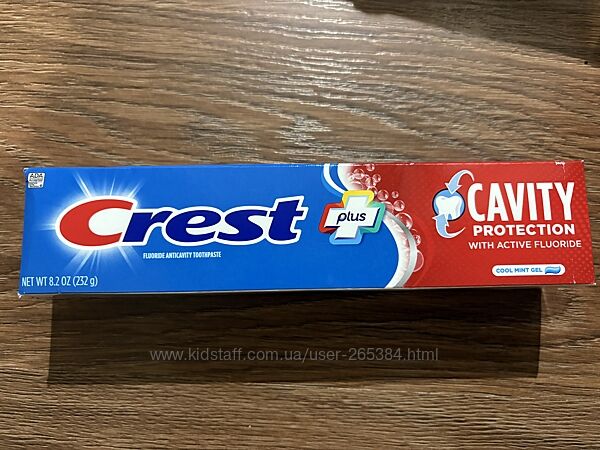 ADA
Crest
plus
FLUORIDE ANTICAVITY TOOTHPASTE
NET WT 8.2 OZ (232 g)
CAVITY
PROTECTION
WITH ACTIVE FLUORIDE
COOL MINT GEL
www.kidstaff.com.ua/user-265384.html